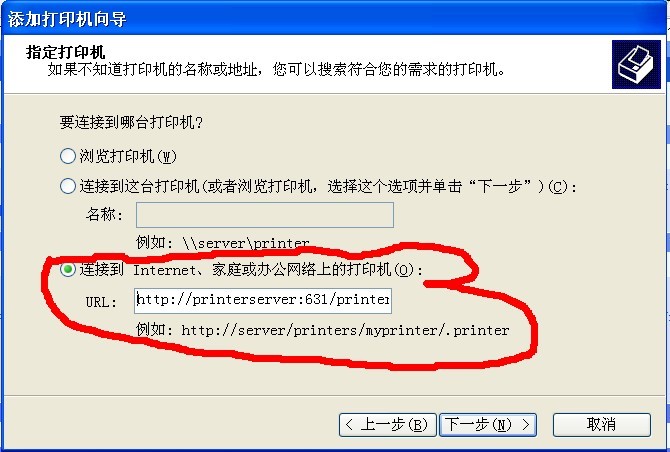 添加打印机向导
指定打印机
如果不知道打印机的名称或地址，您可以搜索符合您的需求的打印机。
要连接到哪台打印机?
浏览打印机(W)
连接到这台打印机(或者浏览打印机，选择这个选项并单击“下一步”)(C):
名称:
例如: \\server\printer
连接到 Internet、家庭或办公网络上的打印机(O):
URL: http://printerserver:631/printer
例如: http://server/printers/myprinter/.printer
< 上一步(B) 下一步(N) > 取消